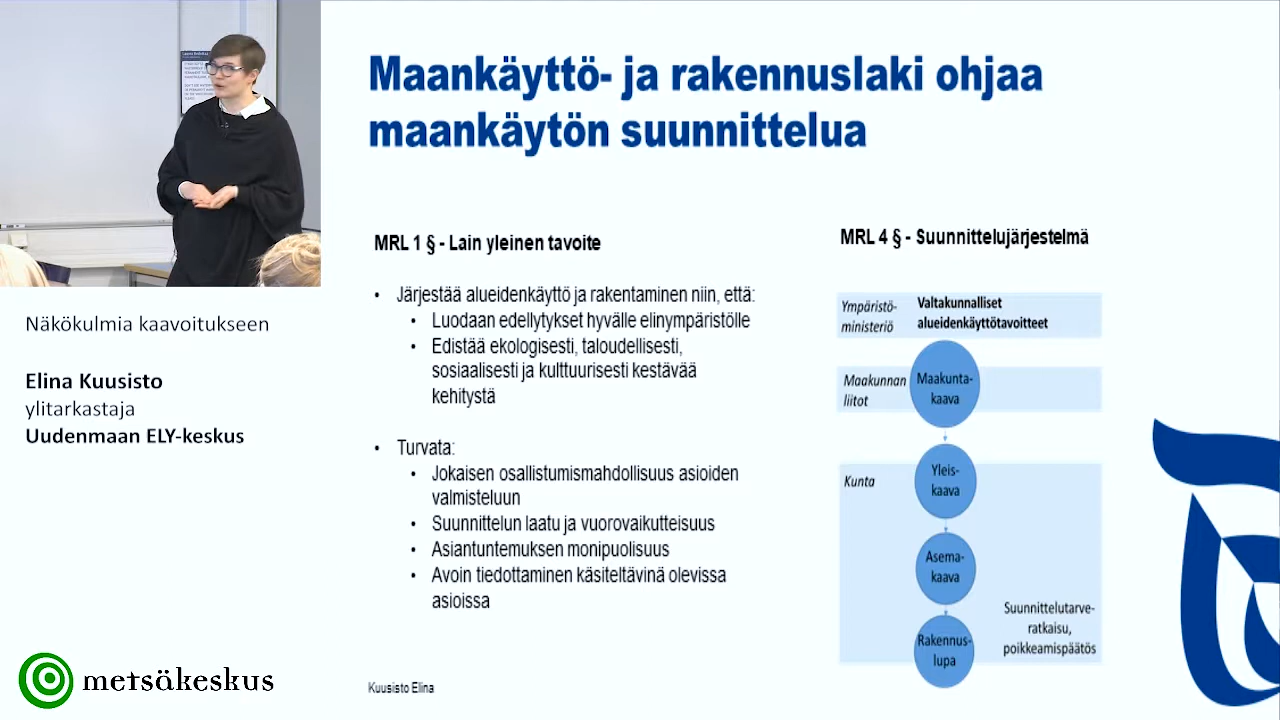 Maankäyttö- ja rakennuslaki ohjaa
maankäytön suunnittelua
MRL 1 § - Lain yleinen tavoite
• Järjestää alueidenkäyttö ja rakentaminen niin, että:
• Luodaan edellytykset hyvälle elinympäristölle
• Edistää ekologisesti, taloudellisesti,
sosiaalisesti ja kulttuurisesti kestävää
kehitystä
• Turvata:
• Jokaisen osallistumismahdollisuus asioiden
valmisteluun
• Suunnittelun laatu ja vuorovaikutteisuus
• Asiantuntemuksen monipuolisuus
• Avoin tiedottaminen käsiteltävinä olevissa
asioissa
MRL 4 § - Suunnittelujärjestelmä
Ympäristö-
ministeriö
Valtakunnalliset
alueidenkäyttötavoitteet
Maakunnan
liitot
Maakunta-
kaava
Kunta
Yleis-
kaava
Asema-
kaava
Suunnittelutarve-
ratkaisu,
poikkeamispäätös
Rakennus-
lupa
Kuusisto Elina
Näkökulmia kaavoitukseen
Elina Kuusisto
ylitarkastaja
Uudenmaan ELY-keskus
metsäkeskus